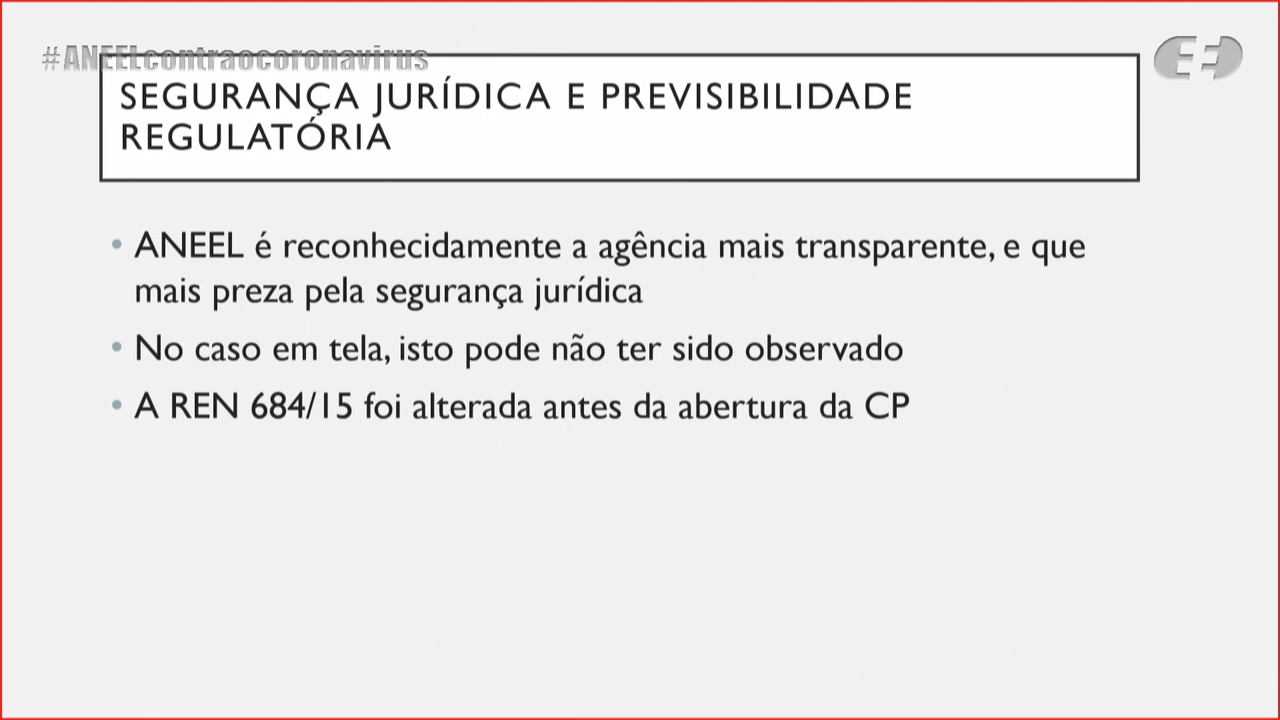 #ANEELcontraocoronavirus
SEGURANÇA JURÍDICA E PREVISIBILIDADE
REGULATÓRIA
• ANEEL é reconhecidamente a agência mais transparente, e que
mais preza pela segurança jurídica
• No caso em tela, isto pode não ter sido observado
• A REN 684/15 foi alterada antes da abertura da CP